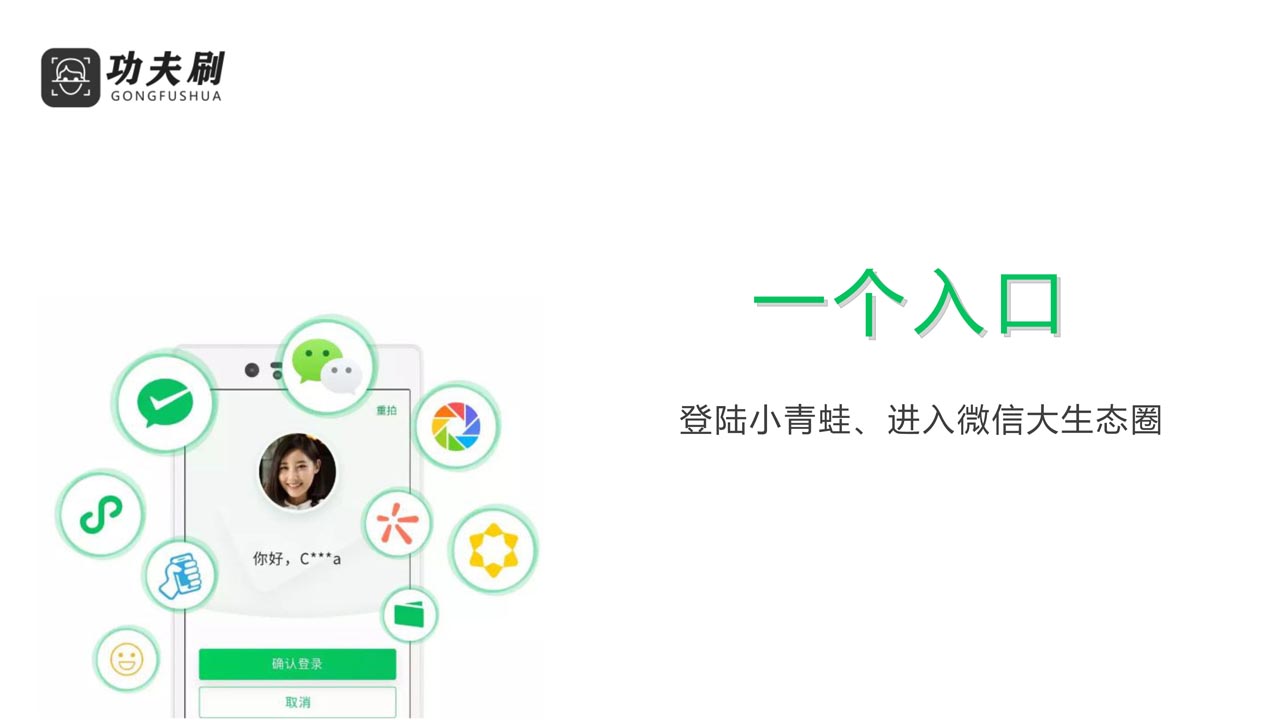 功夫刷
GONGFUSHUA
一个入口
登陆小青蛙、进入微信大生态圈
重拍
你好，C***a
确认登录
取消